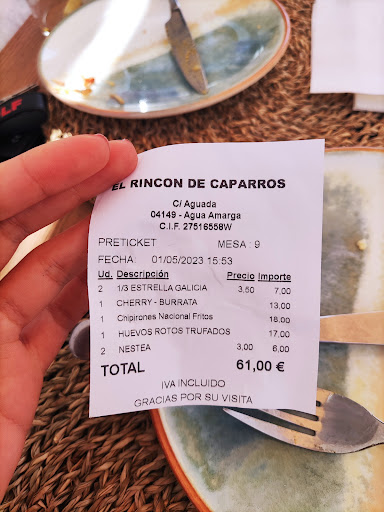 EL RINCON DE CAPARROS
C/ Aguada
04149 - Agua Amarga
C.I.F. 27516558W
PRETICKET MESA : 9
FECHA: 01/05/2023 15:53
Ud. Descripción Precio Importe
2 1/3 ESTRELLA GALICIA 3,50 7,00
1 CHERRY - BURRATA 13,00
1 Chipirones Nacional Fritos 18,00
1 HUEVOS ROTOS TRUFADOS 17,00
2 NESTEA 3,00 6,00
TOTAL 61,00 €
IVA INCLUIDO
GRACIAS POR SU VISITA